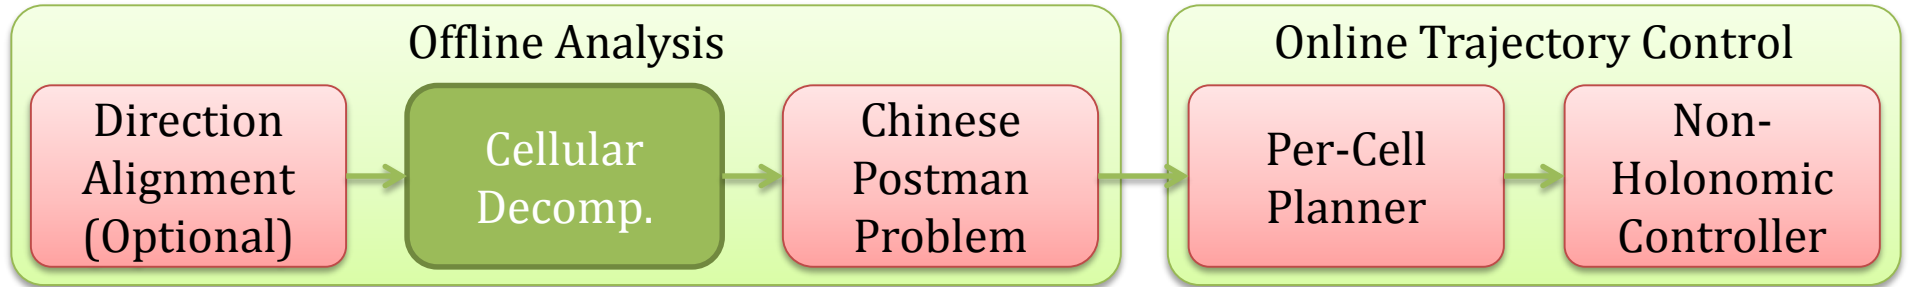 Offline Analysis
Direction
Alignment
(Optional)
Cellular
Decomp.
Chinese
Postman
Problem
Online Trajectory Control
Per-Cell
Planner
Non-
Holonomic
Controller